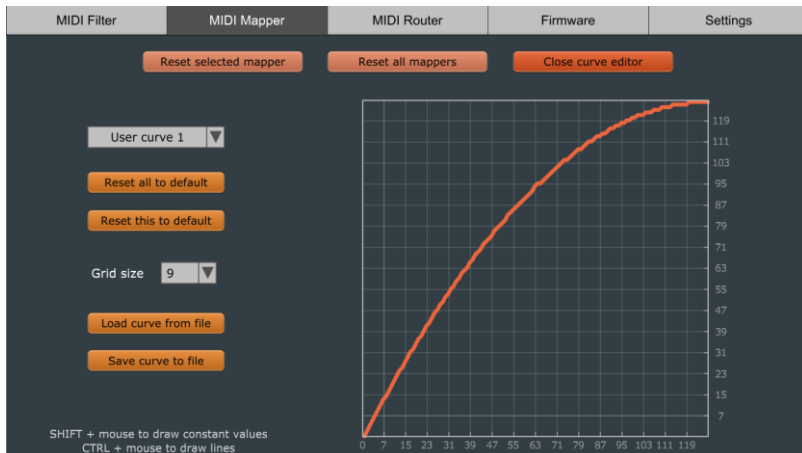 MIDI Filter MIDI Mapper MIDI Router Firmware Settings
Reset selected mapper Reset all mappers Close curve editor
User curve 1
Reset all to default
Reset this to default
Grid size 9
Load curve from file
Save curve to file
SHIFT + mouse to draw constant values
CTRL + mouse to draw lines
119
111
103
95
87
79
71
63
55
47
39
31
23
15
7
0 7 15 23 31 39 47 55 63 71 79 87 95 103 111 119